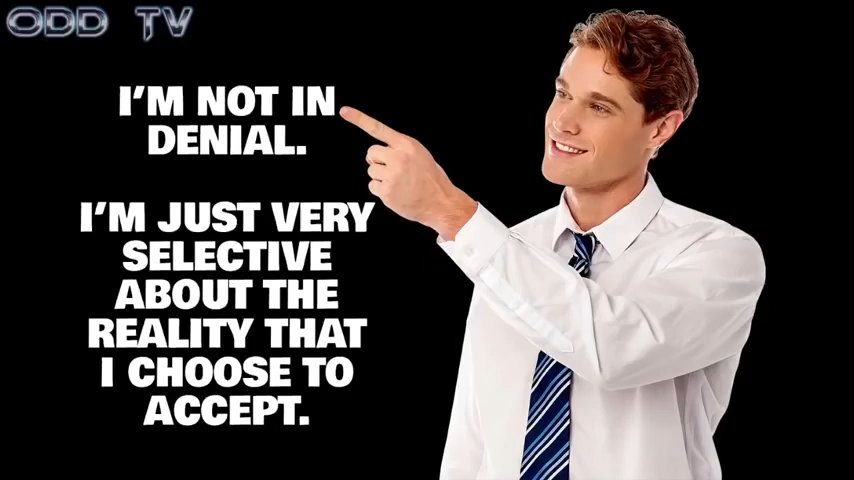 ODD TV
I'M NOT IN
DENIAL.
I'M JUST VERY
SELECTIVE
ABOUT THE
REALITY THAT
I CHOOSE TO
ACCEPT.